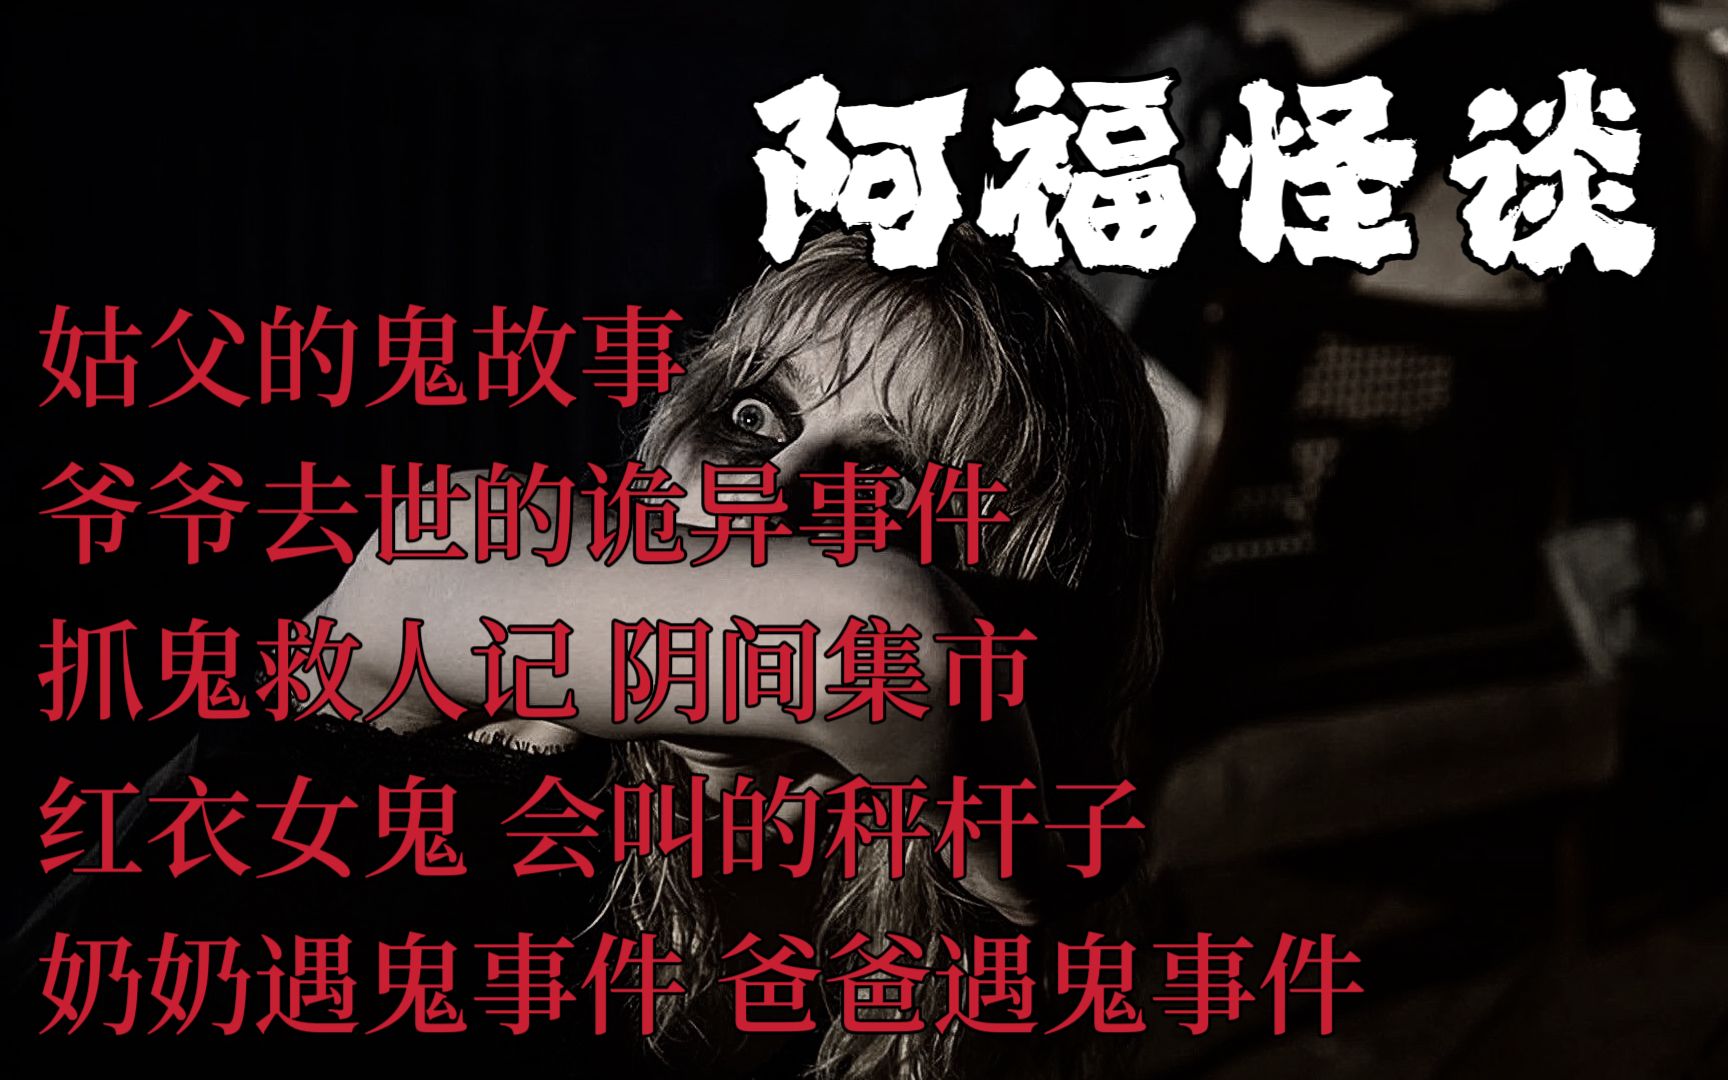 阿福怪谈
姑父的鬼故事
爷爷去世的诡异事件
抓鬼救人记 阴间集市
红衣女鬼 会叫的秤杆子
奶奶遇鬼事件 爸爸遇鬼事件